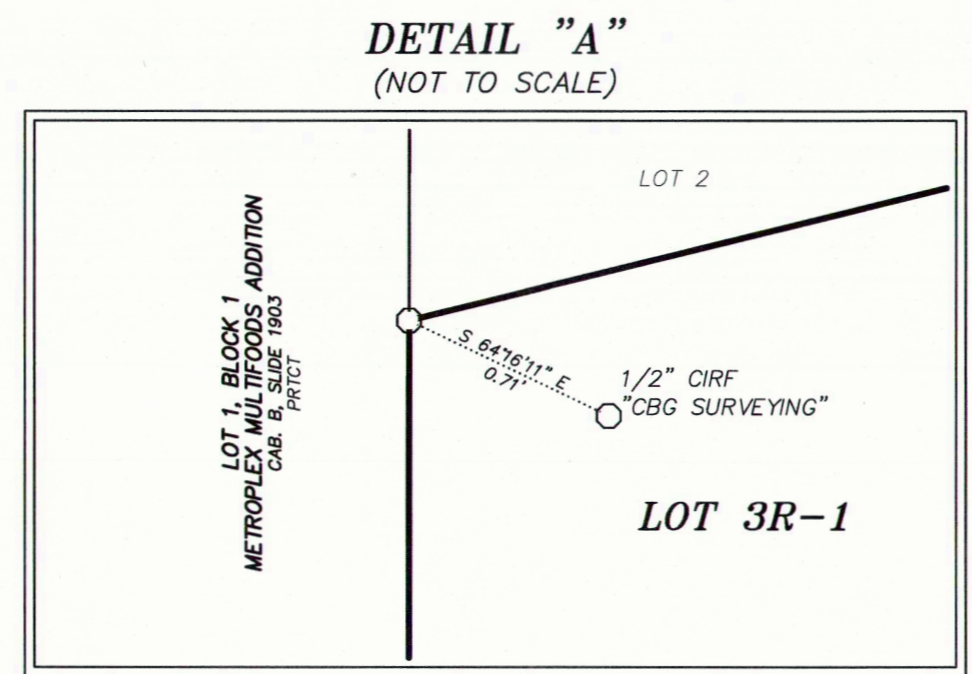 DETAIL "A"
(NOT TO SCALE)
LOT 2
LOT 1, BLOCK 1
METROPLEX MULTIFOODS ADDITION
CAB. B, SLIDE 1903
PRTCT
S 64°16'11" E
0.71'
1/2" CIRF
"CBG SURVEYING"
LOT 3R-1